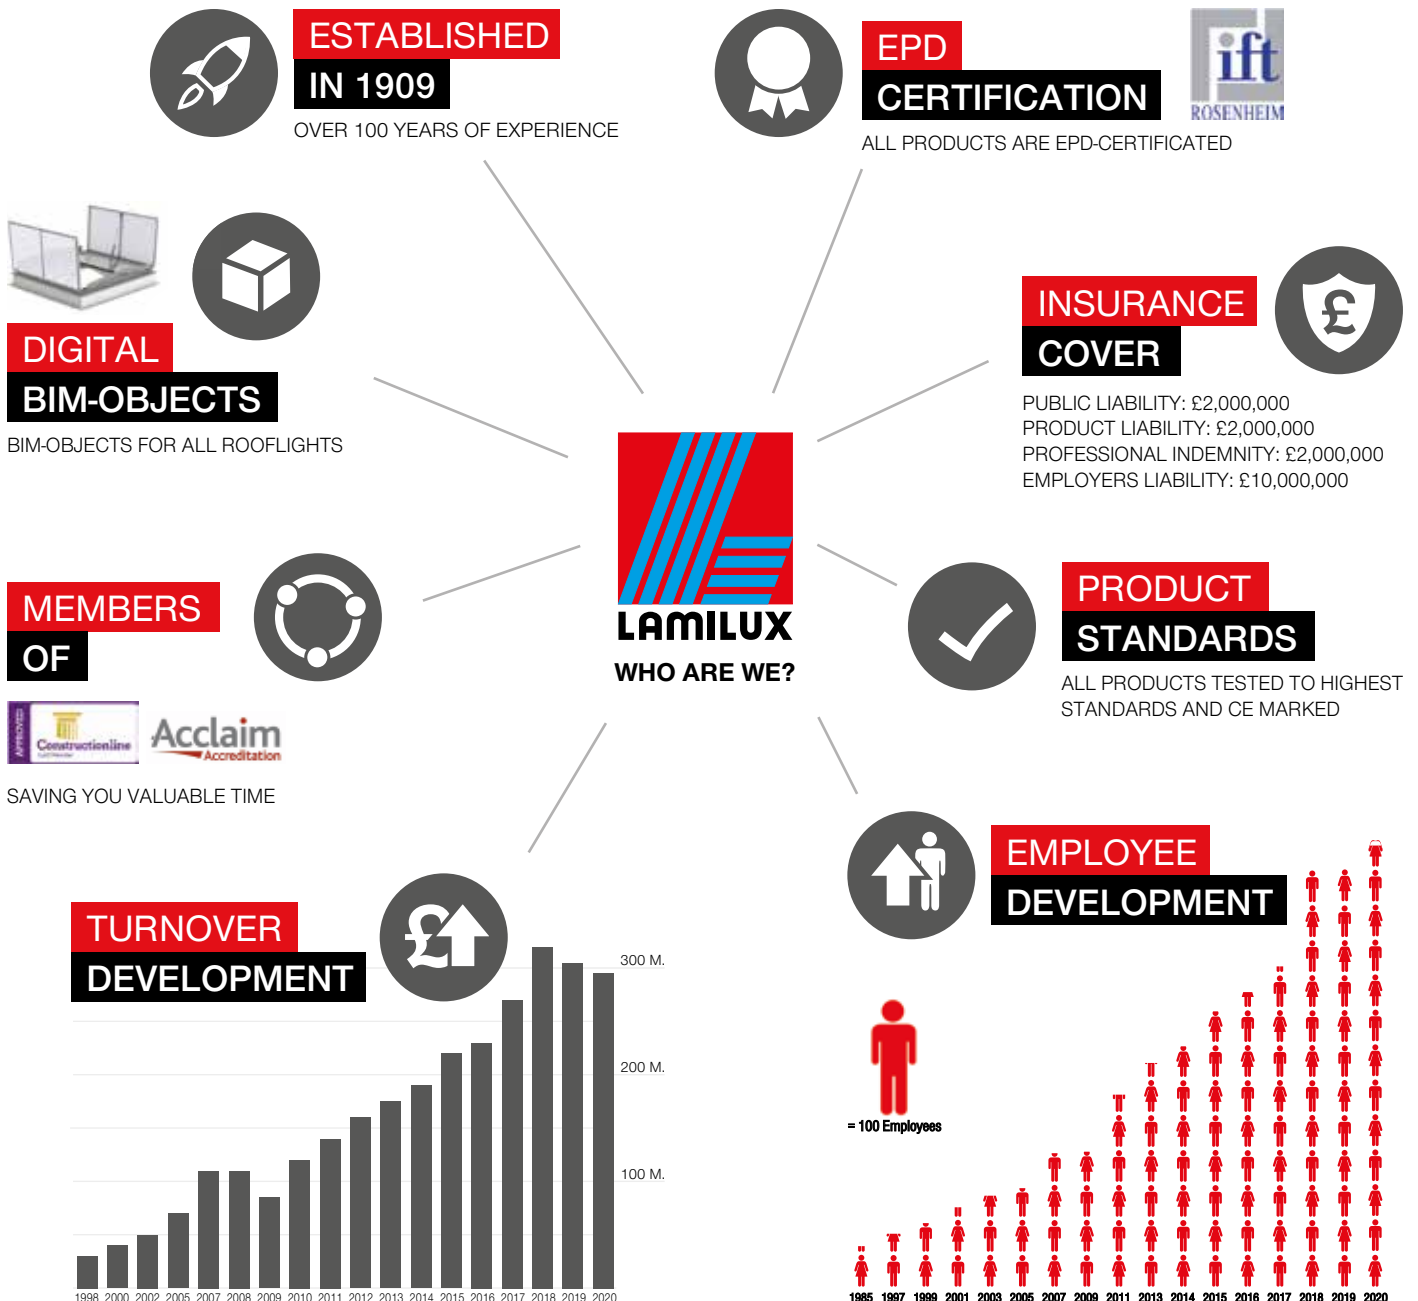 ESTABLISHED
IN 1909
OVER 100 YEARS OF EXPERIENCE
EPD
CERTIFICATION
ALL PRODUCTS ARE EPD-CERTIFICATED
ift
ROSENHEIM
DIGITAL
BIM-OBJECTS
BIM-OBJECTS FOR ALL ROOFLIGHTS
INSURANCE
COVER
£
PUBLIC LIABILITY: £2,000,000
PRODUCT LIABILITY: £2,000,000
PROFESSIONAL INDEMNITY: £2,000,000
EMPLOYERS LIABILITY: £10,000,000
LAMILUX
WHO ARE WE?
MEMBERS
OF
APPROVED
Constructionline
Acclaim
Accreditation
SAVING YOU VALUABLE TIME
PRODUCT
STANDARDS
ALL PRODUCTS TESTED TO HIGHEST
STANDARDS AND CE MARKED
TURNOVER
DEVELOPMENT
£
300 M.
200 M.
100 M.
1998 2000 2002 2005 2007 2008 2009 2010 2011 2012 2013 2014 2015 2016 2017 2018 2019 2020
EMPLOYEE
DEVELOPMENT
= 100 Employees
1985 1997 1999 2001 2003 2005 2007 2009 2011 2013 2014 2015 2016 2017 2018 2019 2020